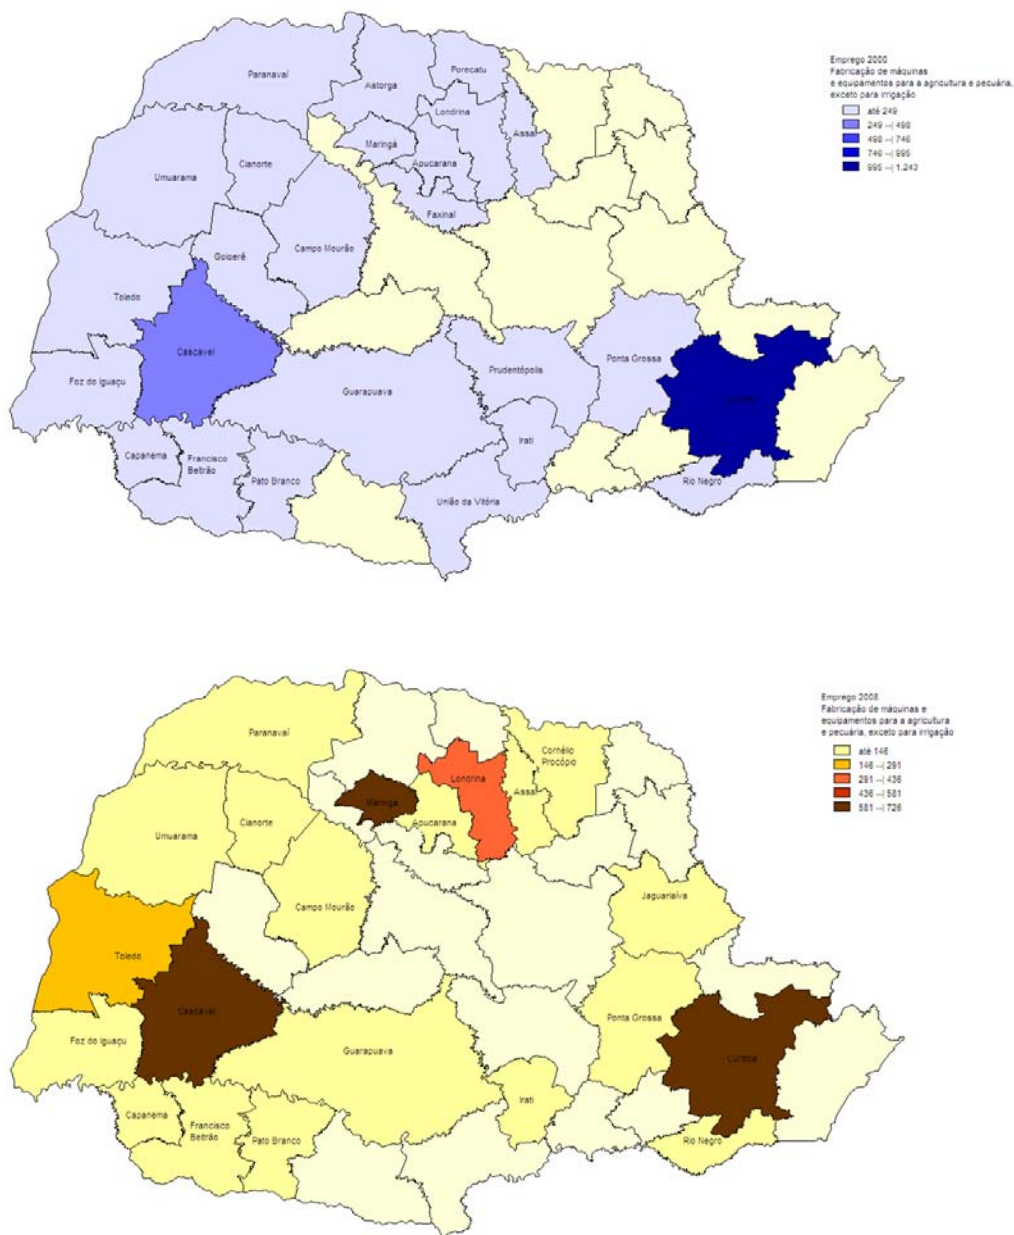 Emprego 2000
Fabricação de máquinas
e equipamentos para a agricultura e pecuária,
exceto para irrigação
até 249
249 --| 498
498 --| 746
746 --| 995
995 --| 1.243
Paranavaí
Astorga
Porecatu
Londrina
Assaí
Maringá
Apucarana
Cianorte
Umuarama
Faxinal
Campo Mourão
Goioerê
Toledo
Cascavel
Foz do Iguaçu
Guarapuava
Prudentópolis
Ponta Grossa
Irati
Capanema
Francisco
Beltrão
Pato Branco
Rio Negro
União da Vitória
Emprego 2008
Fabricação de máquinas e
equipamentos para a agricultura
e pecuária, exceto para irrigação
até 146
146 --| 291
291 --| 436
436 --| 581
581 --| 726
Paranavaí
Cornélio
Procópio
Londrina
Assaí
Maringá
Apucarana
Cianorte
Umuarama
Jaguariaíva
Campo Mourão
Toledo
Cascavel
Ponta Grossa
Foz do Iguaçu
Guarapuava
Curitiba
Irati
Capanema
Francisco
Beltrão
Pato Branco
Rio Negro